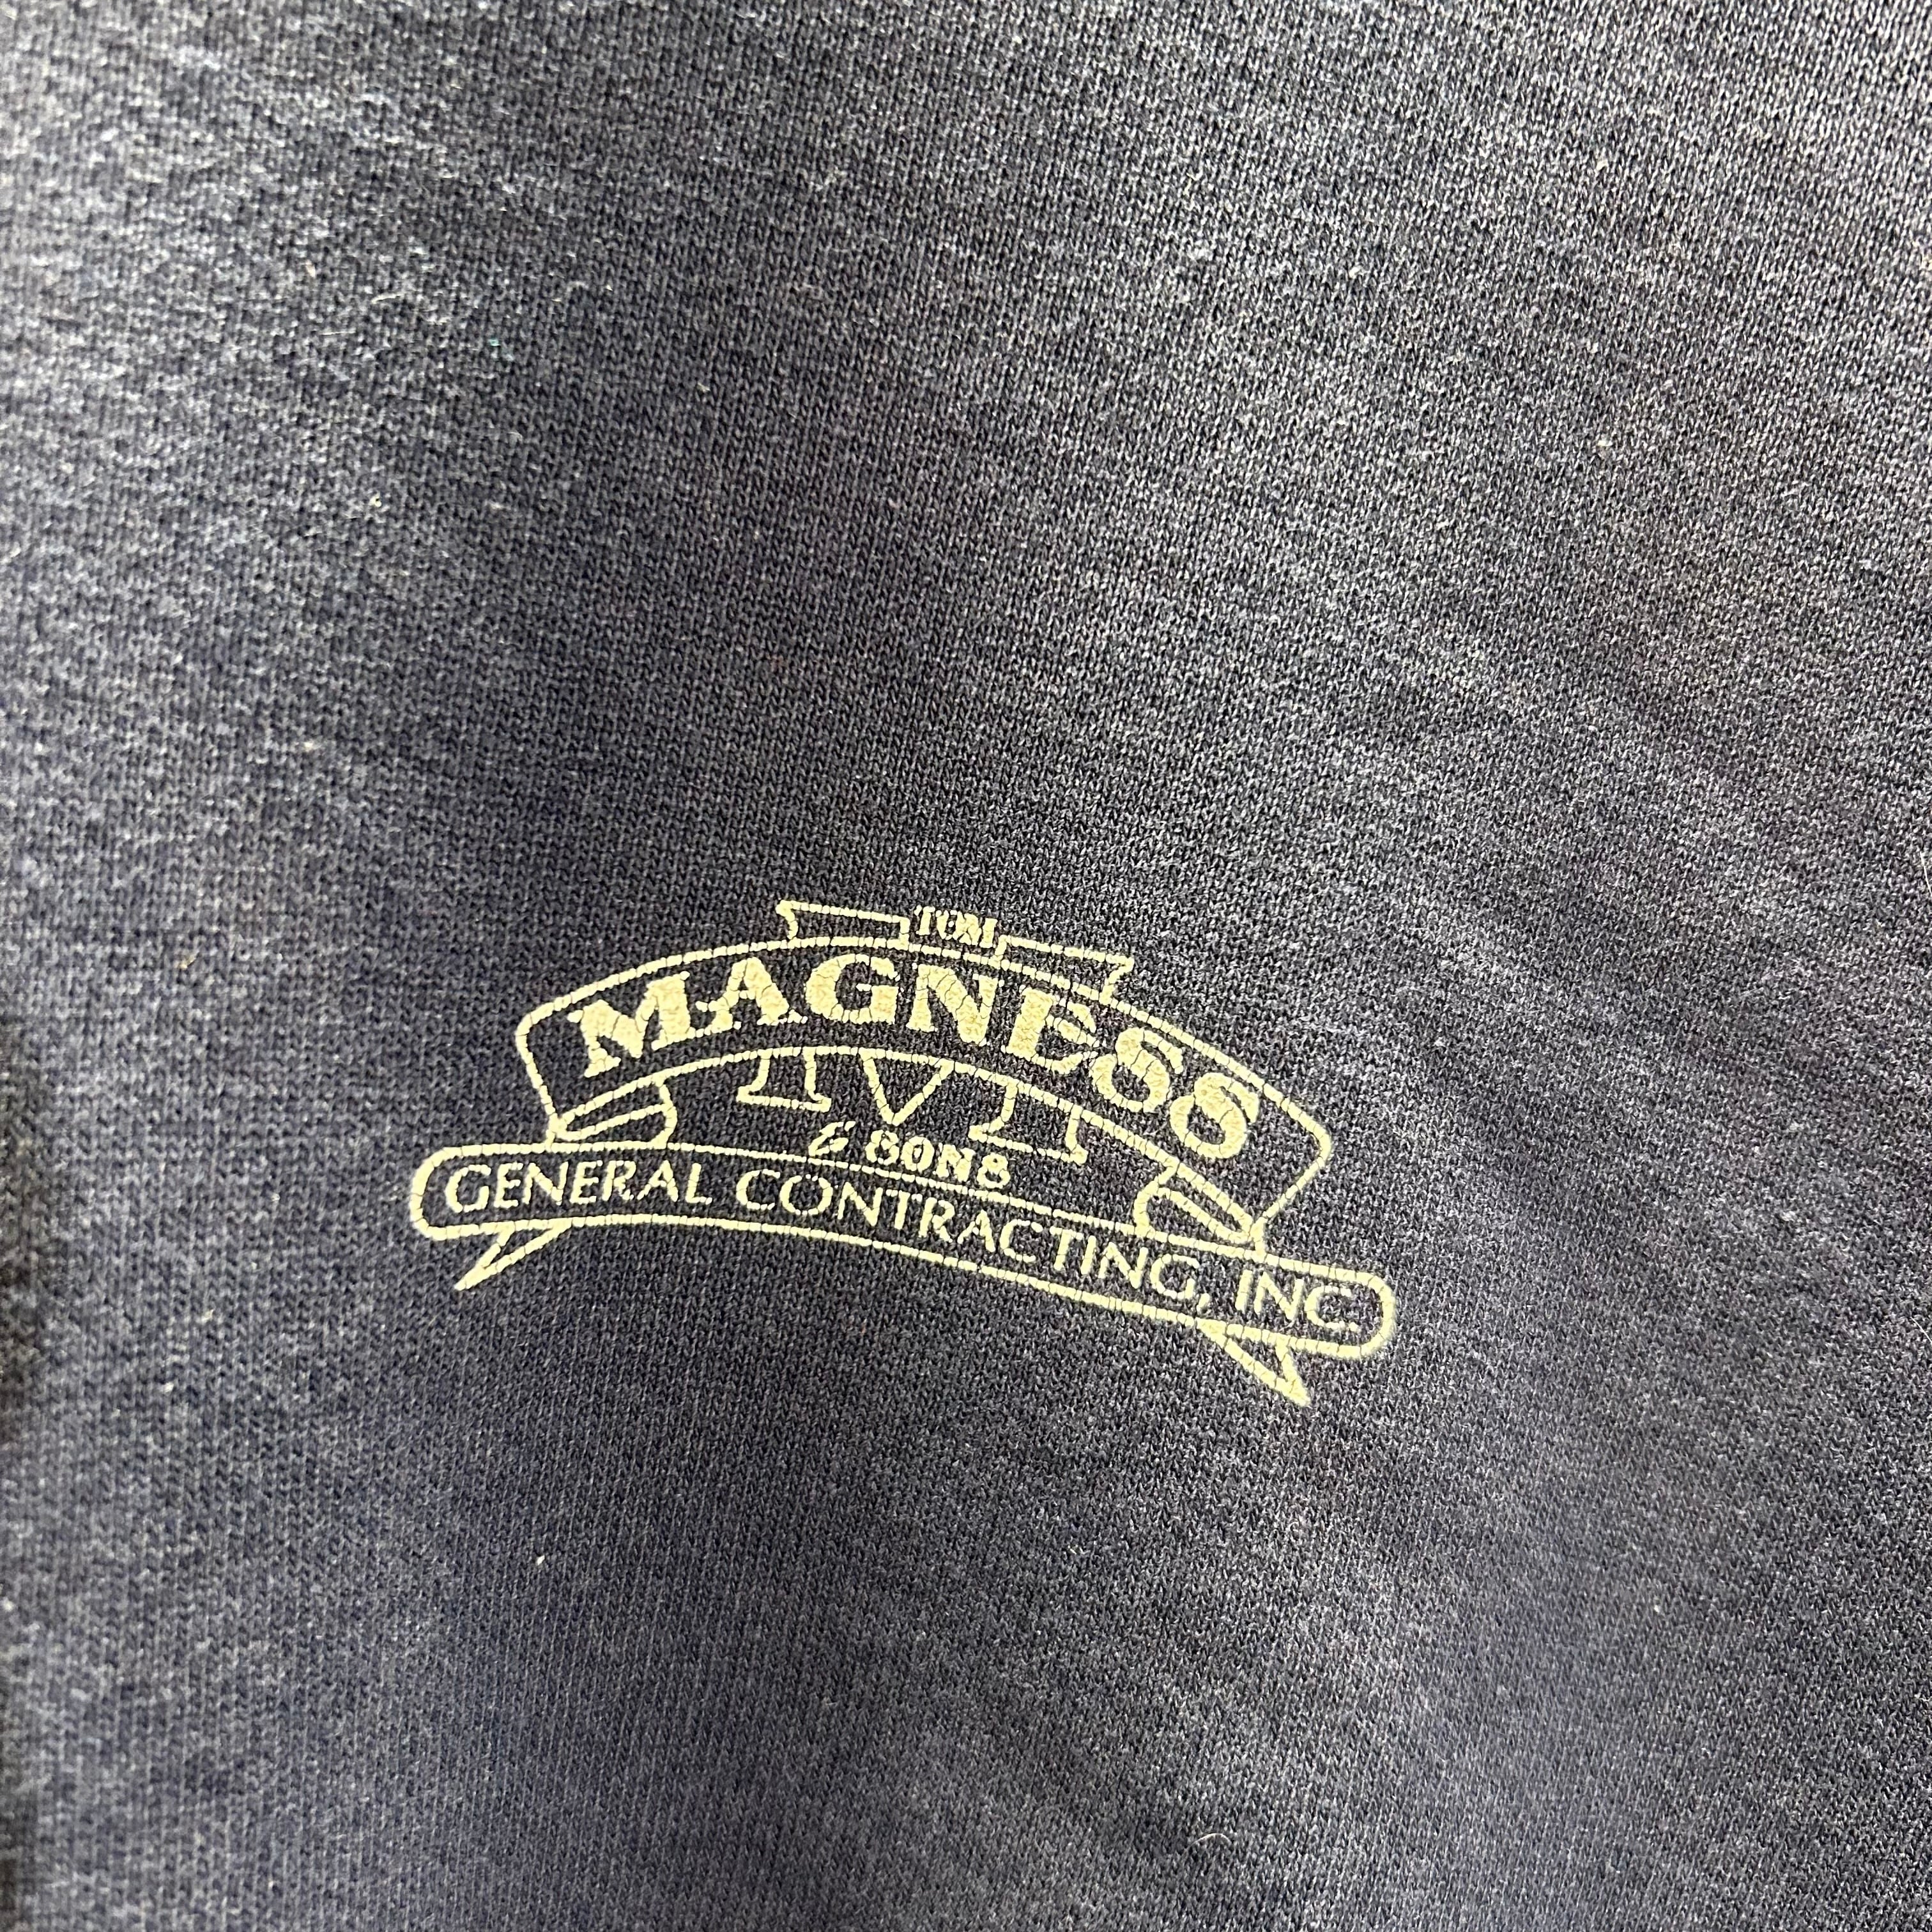 TOM
MAGNESS
M
& SONS
GENERAL CONTRACTING, INC.